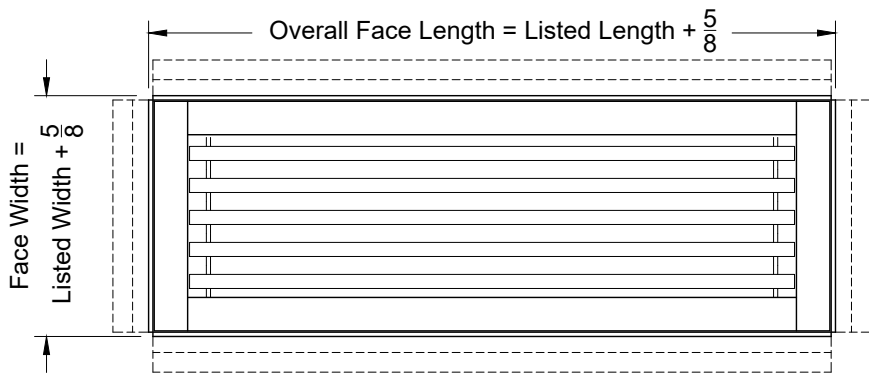 Overall Face Length = Listed Length + 5/8
Face Width =
Listed Width + 5/8